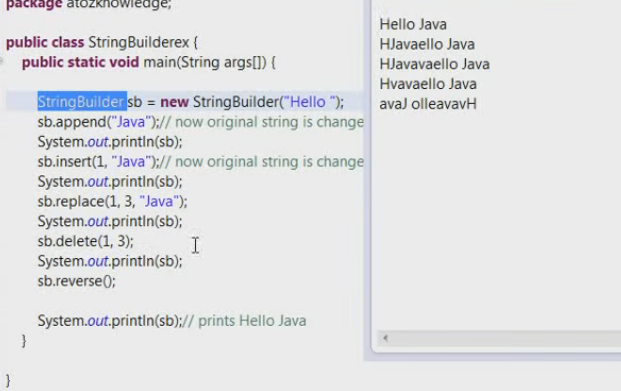 package atozknowledge;
public class StringBuilderex {
public static void main(String args[]) {
StringBuilder sb = new StringBuilder("Hello ");
sb.append("Java");// now original string is change
System.out.println(sb);
sb.insert(1, "Java");// now original string is change
System.out.println(sb);
sb.replace(1, 3, "Java");
System.out.println(sb);
sb.delete(1, 3);
System.out.println(sb);
sb.reverse();
System.out.println(sb);// prints Hello Java
}
}
Hello Java
HJavaello Java
HJavavaello Java
Hvavaello Java
avaJ olleavavH